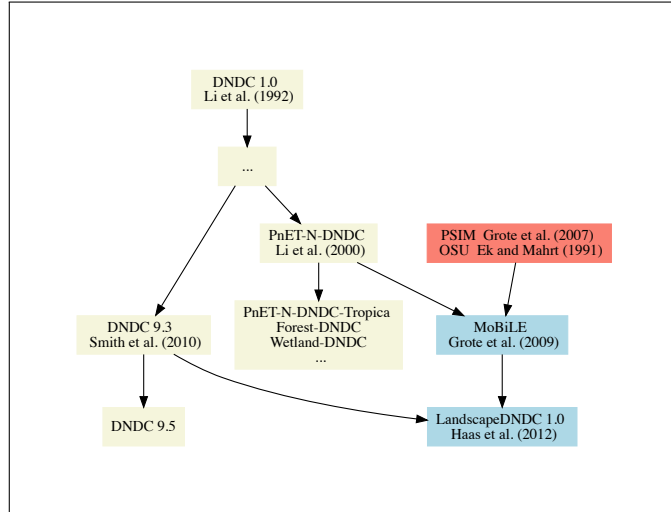 DNDC 1.0
Li et al. (1992)
...
PnET-N-DNDC
Li et al. (2000)
PSIM Grote et al. (2007)
OSU Ek and Mahrt (1991)
PnET-N-DNDC-Tropica
Forest-DNDC
Wetland-DNDC
...
DNDC 9.3
Smith et al. (2010)
MoBiLE
Grote et al. (2009)
DNDC 9.5
LandscapeDNDC 1.0
Haas et al. (2012)